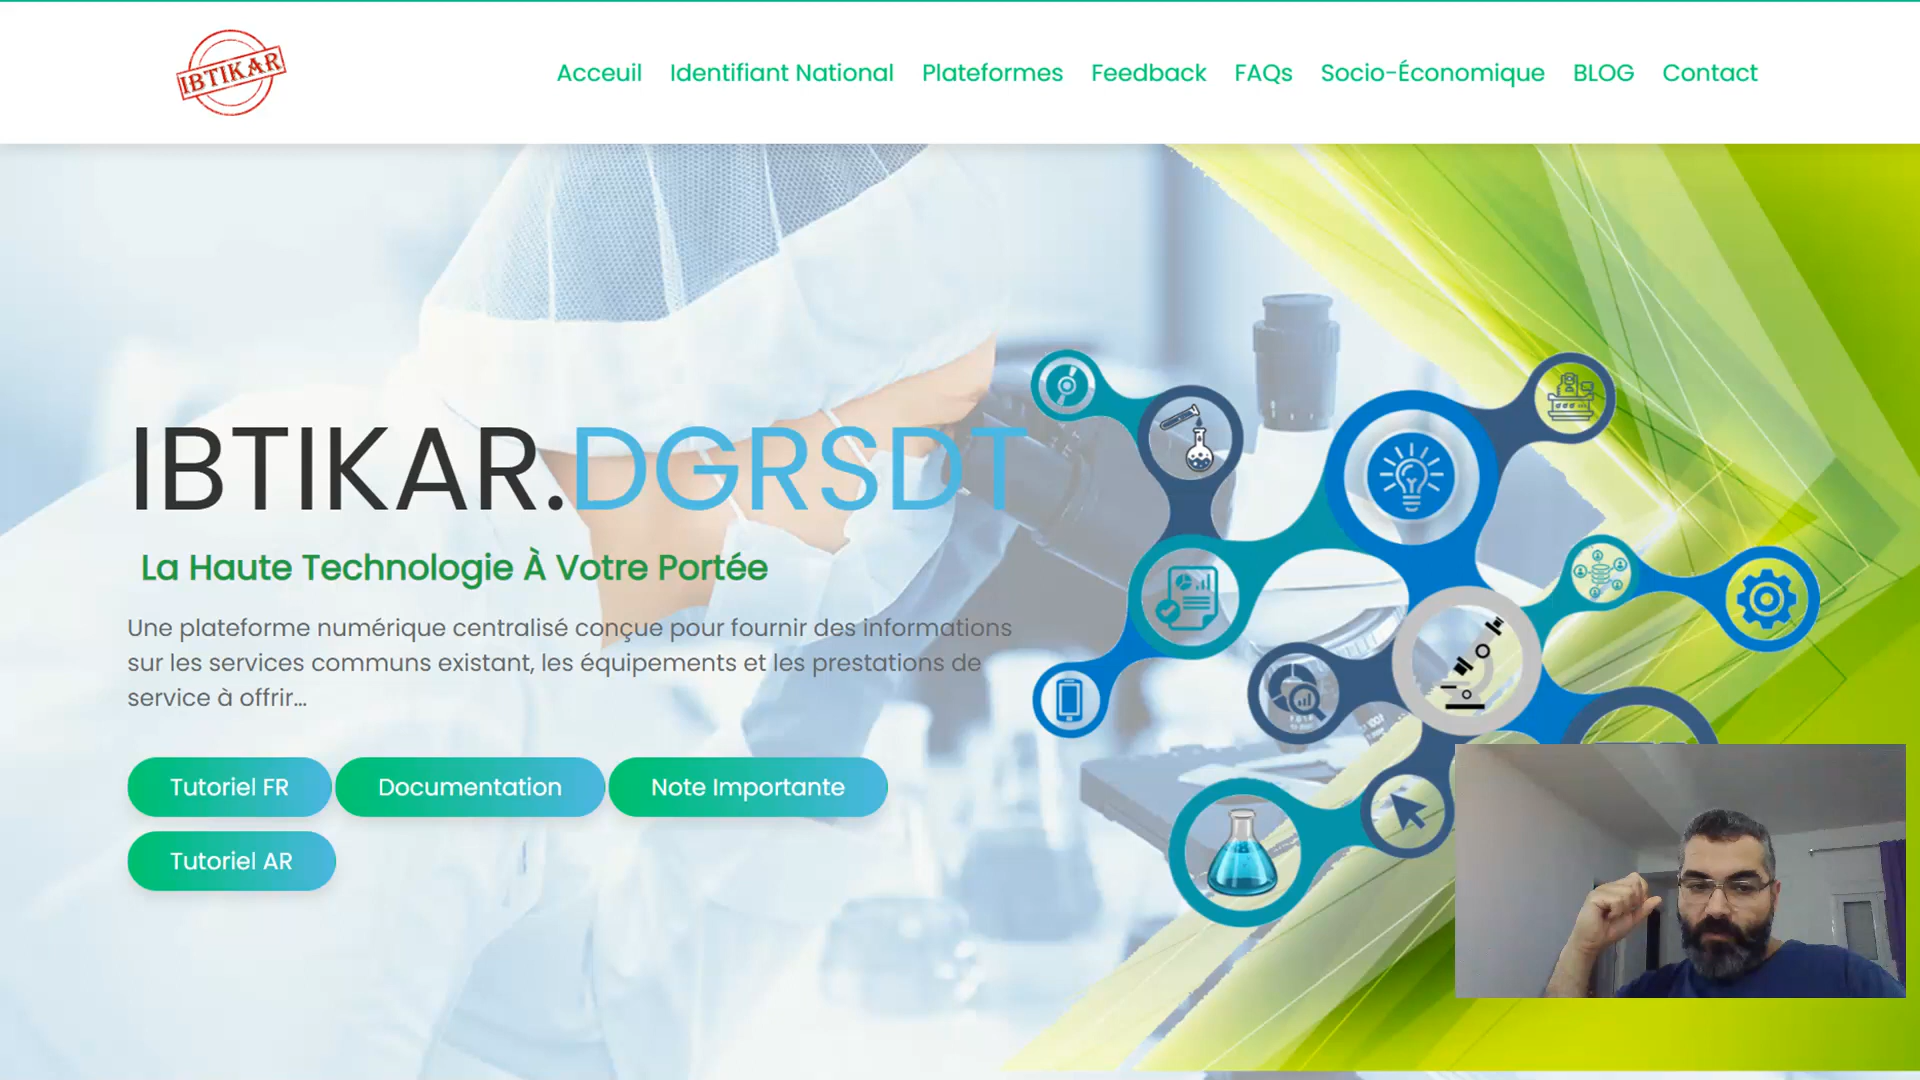 IBTIKAR
Acceuil Identifiant National Plateformes Feedback FAQs Socio-Économique BLOG Contact
IBTIKAR.DGRSDT
La Haute Technologie À Votre Portée
Une plateforme numérique centralisé conçue pour fournir des informations
sur les services communs existant, les équipements et les prestations de
service à offrir...
Tutoriel FR Documentation Note Importante
Tutoriel AR